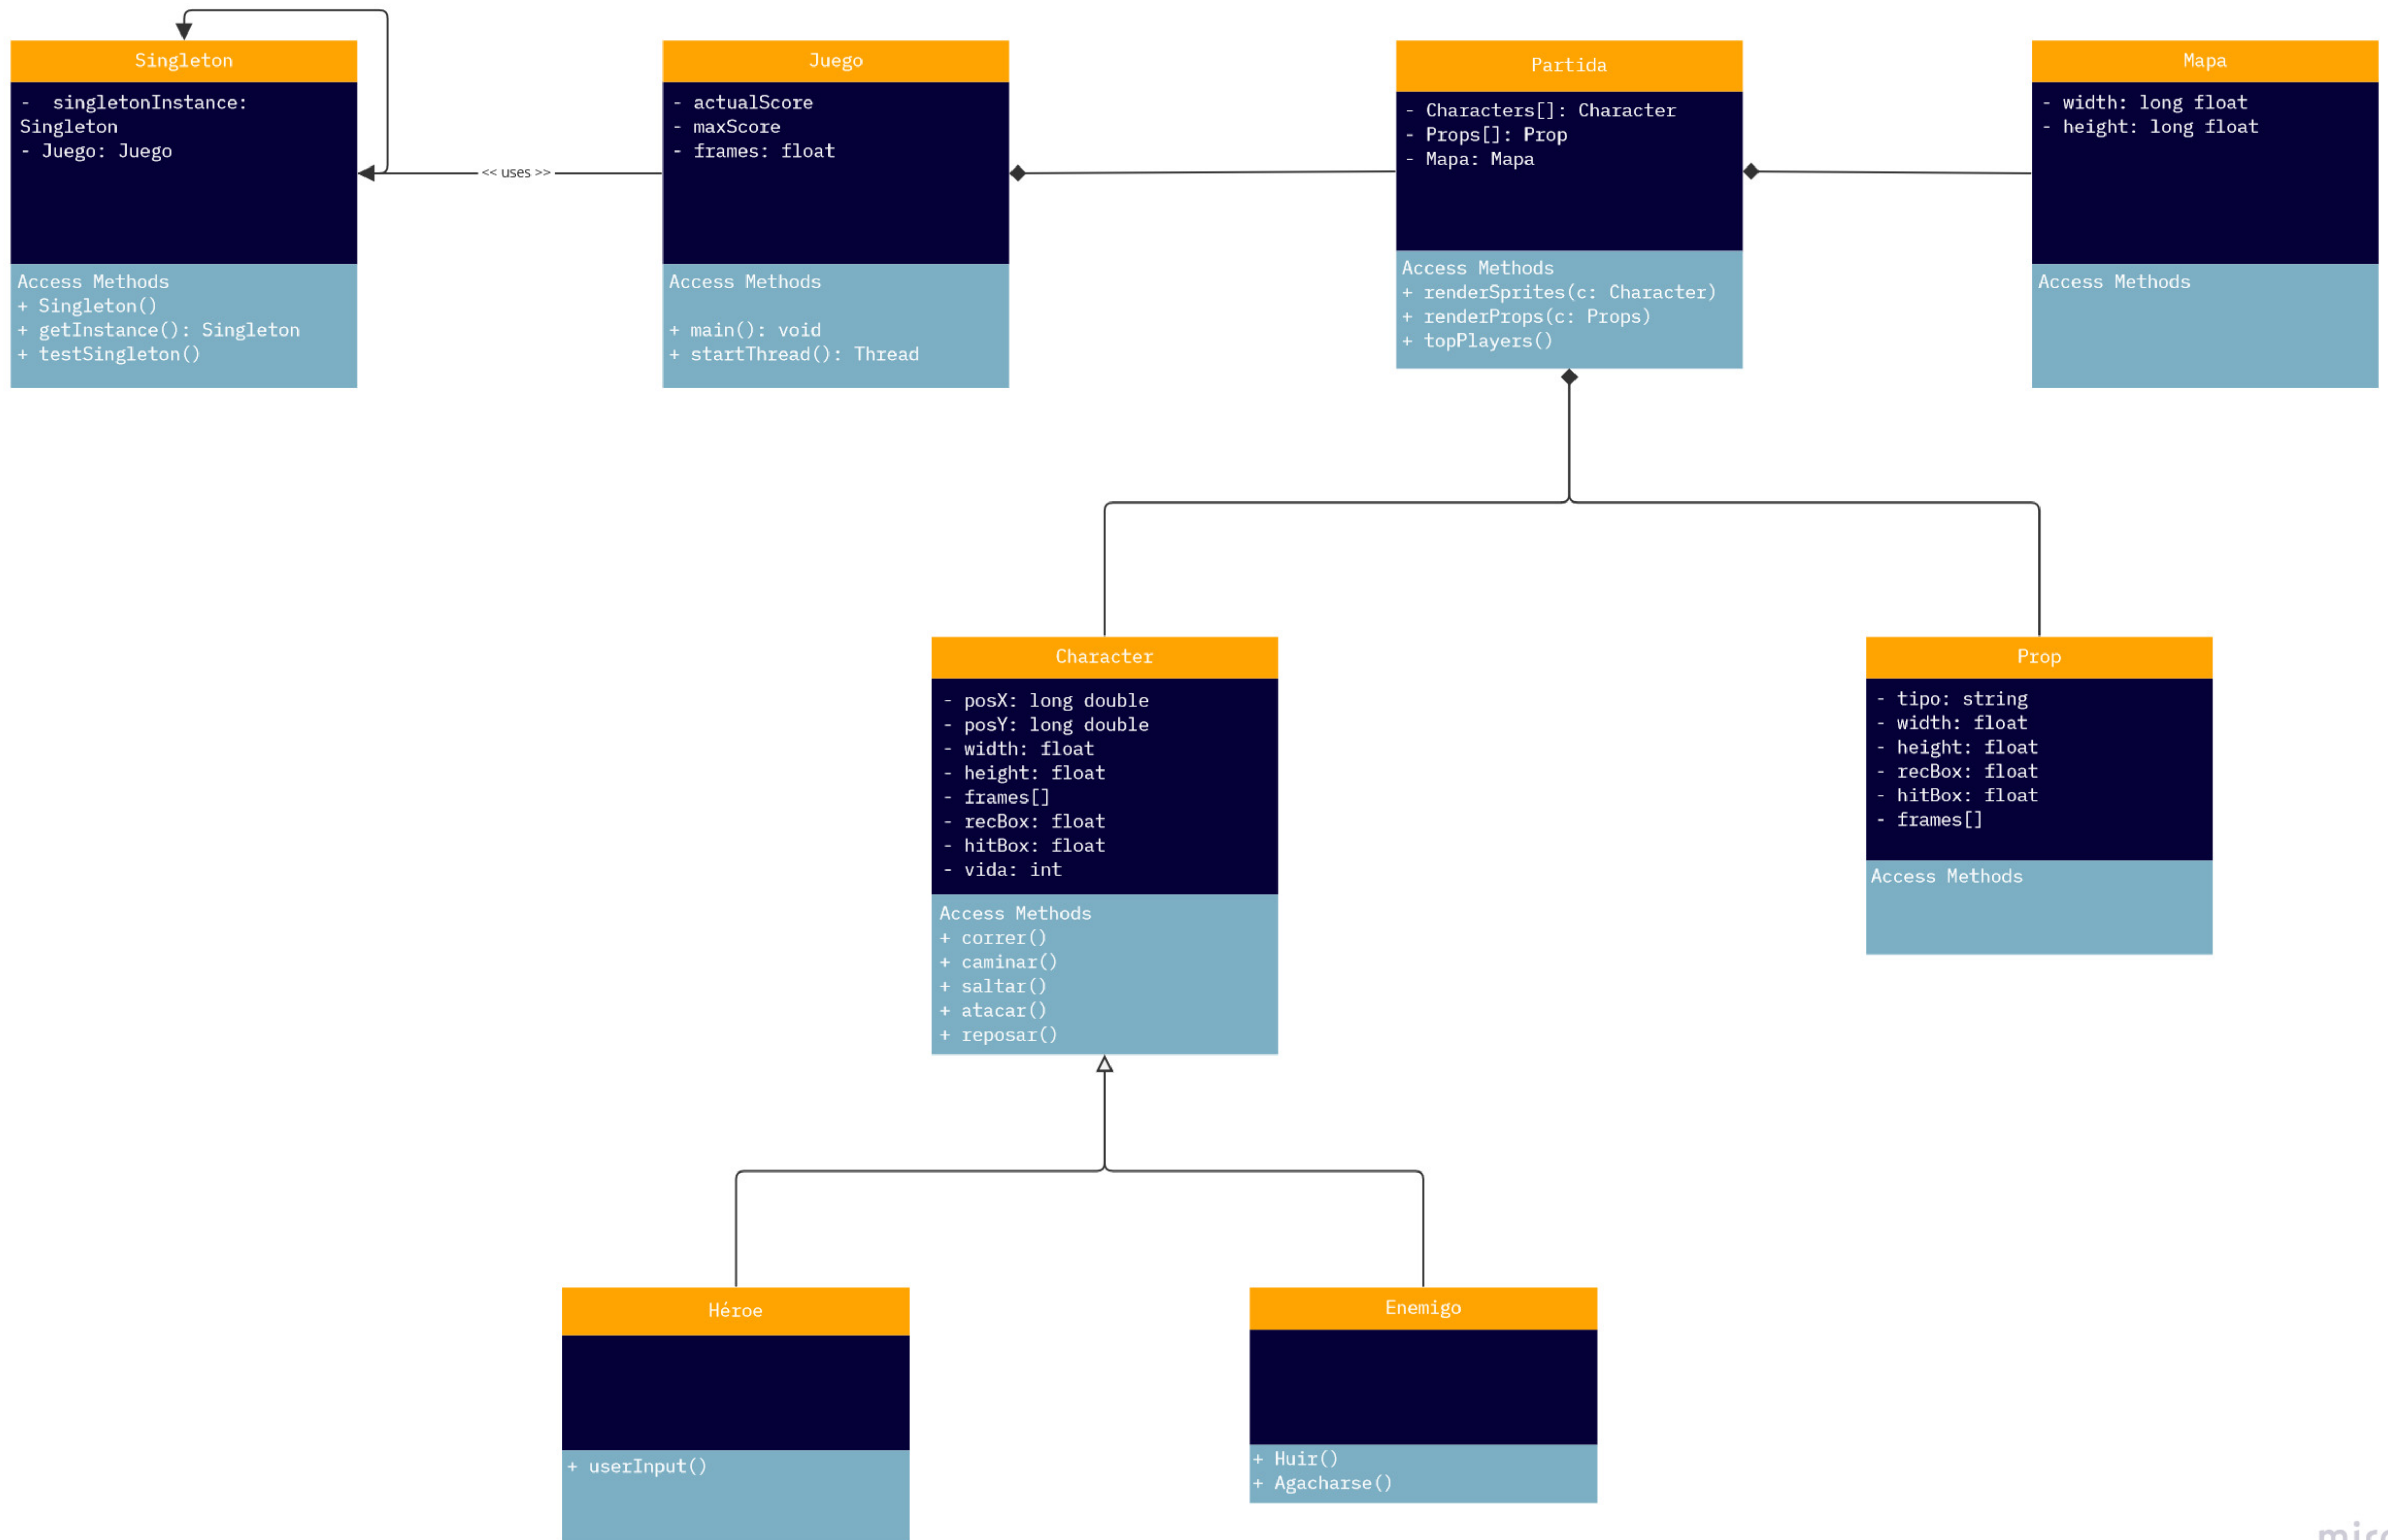 Singleton
-  singletonInstance:
Singleton
- Juego: Juego
Access Methods
+ Singleton()
+ getInstance(): Singleton
+ testSingleton()
<< uses >>
Juego
- actualScore
- maxScore
- frames: float
Access Methods
+ main(): void
+ startThread(): Thread
Partida
- Characters[]: Character
- Props[]: Prop
- Mapa: Mapa
Access Methods
+ renderSprites(c: Character)
+ renderProps(c: Props)
+ topPlayers()
Mapa
- width: long float
- height: long float
Access Methods
Character
- posX: long double
- posY: long double
- width: float
- height: float
- frames[]
- recBox: float
- hitBox: float
- vida: int
Access Methods
+ correr()
+ caminar()
+ saltar()
+ atacar()
+ reposar()
Prop
- tipo: string
- width: float
- height: float
- recBox: float
- hitBox: float
- frames[]
Access Methods
Héroe
+ userInput()
Enemigo
+ Huir()
+ Agacharse()